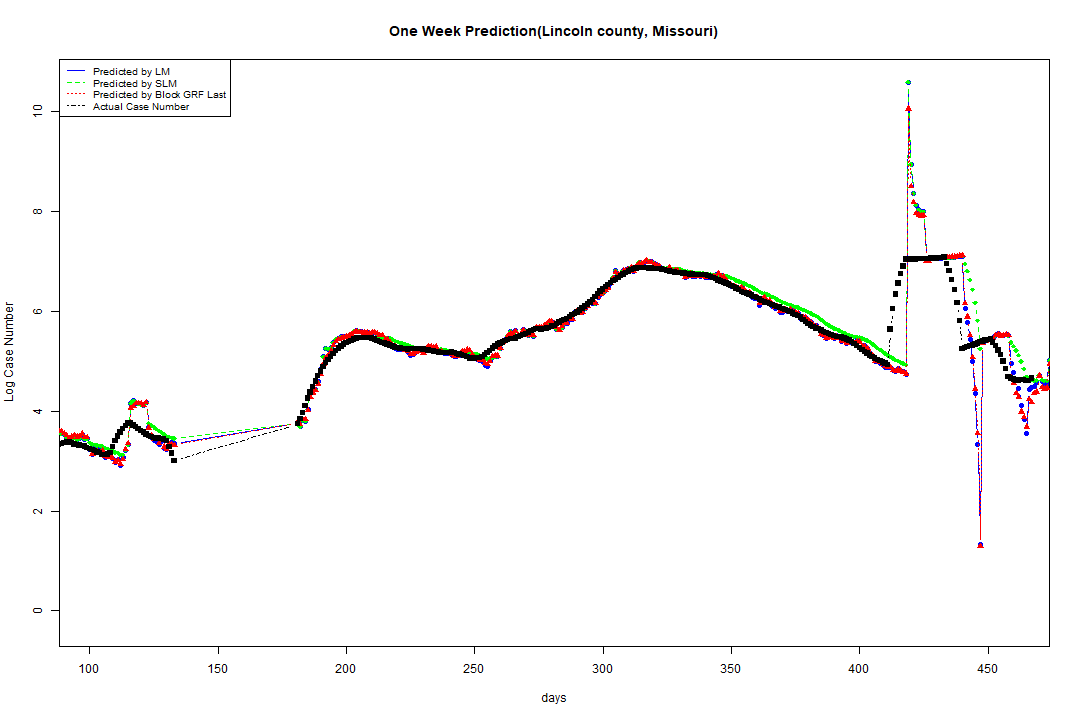 One Week Prediction(Lincoln county, Missouri)
Predicted by LM
Predicted by SLM
Predicted by Block GRF Last
Actual Case Number
Log Case Number
10
8
6
4
2
0
100 150 200 250 300 350 400 450
days